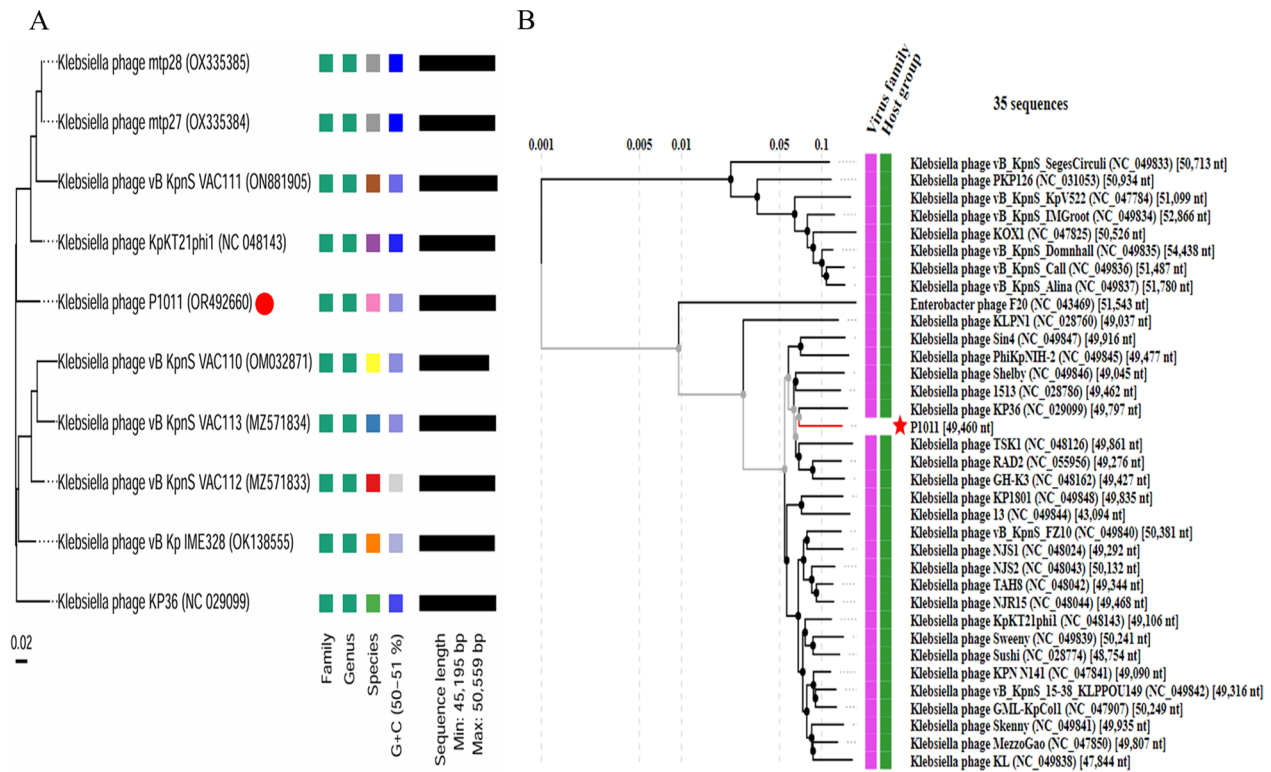 A
Klebsiella phage mtp28 (OX335385)
Klebsiella phage mtp27 (OX335384)
Klebsiella phage vB KpnS VAC111 (ON881905)
Klebsiella phage KpKT21phi1 (NC 048143)
Klebsiella phage P1011 (OR492660)
Klebsiella phage vB KpnS VAC110 (OM032871)
Klebsiella phage vB KpnS VAC113 (MZ571834)
Klebsiella phage vB KpnS VAC112 (MZ571833)
Klebsiella phage vB Kp IME328 (OK138555)
Klebsiella phage KP36 (NC 029099)
0.02
Family
Genus
Species
G+C (50–51 %)
Sequence length
Min: 45,195 bp
Max: 50,559 bp
B
Virus family
Host group
35 sequences
0.001 0.005 0.01 0.05 0.1
Klebsiella phage vB_KpnS_SegesCirculi (NC_049833) [50,713 nt]
Klebsiella phage PKP126 (NC_031053) [50,934 nt]
Klebsiella phage vB_KpnS_KpV522 (NC_047784) [51,099 nt]
Klebsiella phage vB_KpnS_IMGroot (NC_049834) [52,866 nt]
Klebsiella phage KOX1 (NC_047825) [50,526 nt]
Klebsiella phage vB_KpnS_Domnhall (NC_049835) [54,438 nt]
Klebsiella phage vB_KpnS_Call (NC_049836) [51,487 nt]
Klebsiella phage vB_KpnS_Alina (NC_049837) [51,780 nt]
Enterobacter phage F20 (NC_043469) [51,543 nt]
Klebsiella phage KLPN1 (NC_028760) [49,037 nt]
Klebsiella phage Sin4 (NC_049847) [49,916 nt]
Klebsiella phage PhiKpNIH-2 (NC_049845) [49,477 nt]
Klebsiella phage Shelby (NC_049846) [49,045 nt]
Klebsiella phage 1513 (NC_028786) [49,462 nt]
Klebsiella phage KP36 (NC_029099) [49,797 nt]
P1011 [49,460 nt]
Klebsiella phage TSK1 (NC_048126) [49,861 nt]
Klebsiella phage RAD2 (NC_055956) [49,276 nt]
Klebsiella phage GH-K3 (NC_048162) [49,427 nt]
Klebsiella phage KP1801 (NC_049848) [49,835 nt]
Klebsiella phage 13 (NC_049844) [43,094 nt]
Klebsiella phage vB_KpnS_FZ10 (NC_049840) [50,381 nt]
Klebsiella phage NJS1 (NC_048024) [49,292 nt]
Klebsiella phage NJS2 (NC_048043) [50,132 nt]
Klebsiella phage TAH8 (NC_048042) [49,344 nt]
Klebsiella phage NJR15 (NC_048044) [49,468 nt]
Klebsiella phage KpKT21phi1 (NC_048143) [49,106 nt]
Klebsiella phage Sweeny (NC_049839) [50,241 nt]
Klebsiella phage Sushi (NC_028774) [48,754 nt]
Klebsiella phage KPN N141 (NC_047841) [49,090 nt]
Klebsiella phage vB_KpnS_15-38_KLPPOU149 (NC_049842) [49,316 nt]
Klebsiella phage GML-KpCol1 (NC_047907) [50,249 nt]
Klebsiella phage Skenny (NC_049841) [49,935 nt]
Klebsiella phage MezzoGao (NC_047850) [49,807 nt]
Klebsiella phage KL (NC_049838) [47,844 nt]